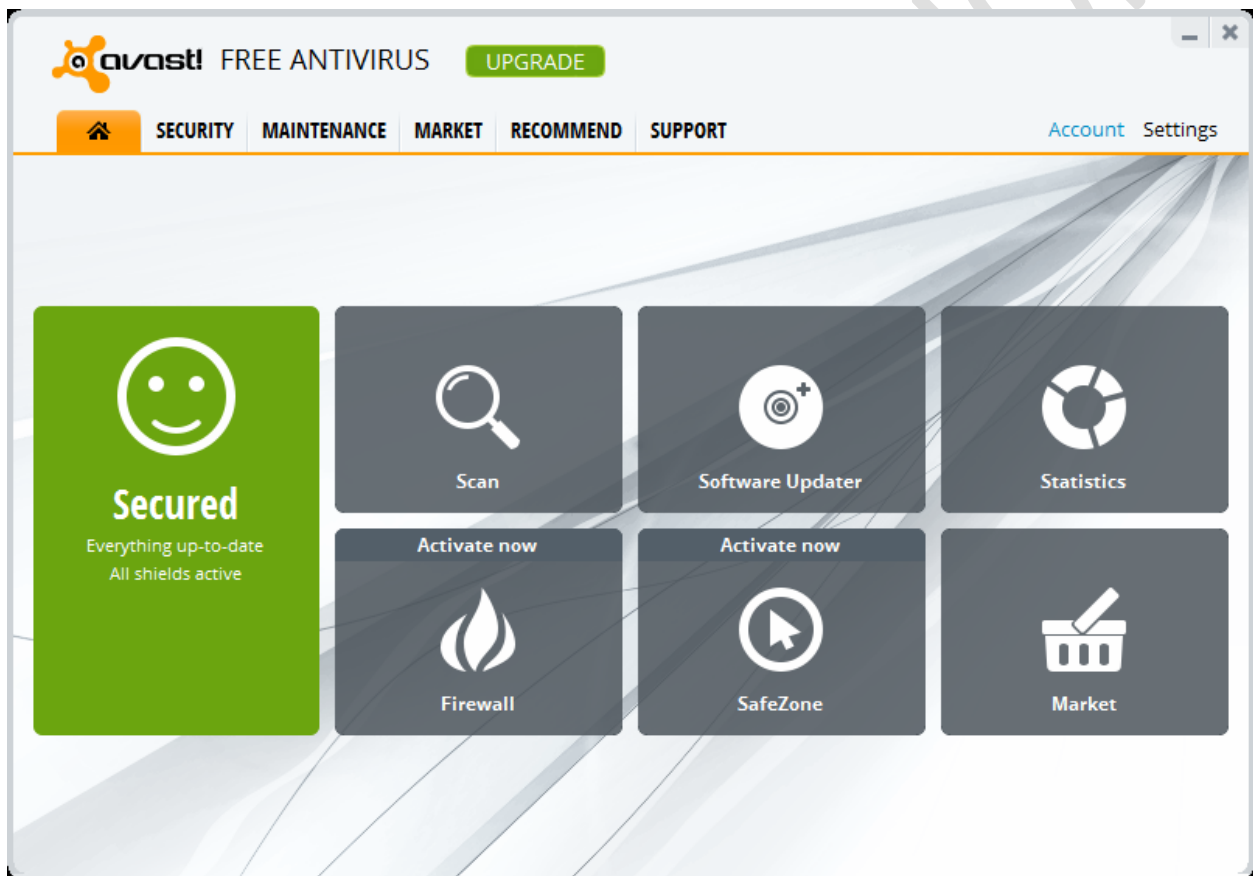 avast! FREE ANTIVIRUS UPGRADE
SECURITY MAINTENANCE MARKET RECOMMEND SUPPORT Account Settings
Secured
Everything up-to-date
All shields active
Scan
Software Updater
Statistics
Activate now
Firewall
Activate now
SafeZone
Market